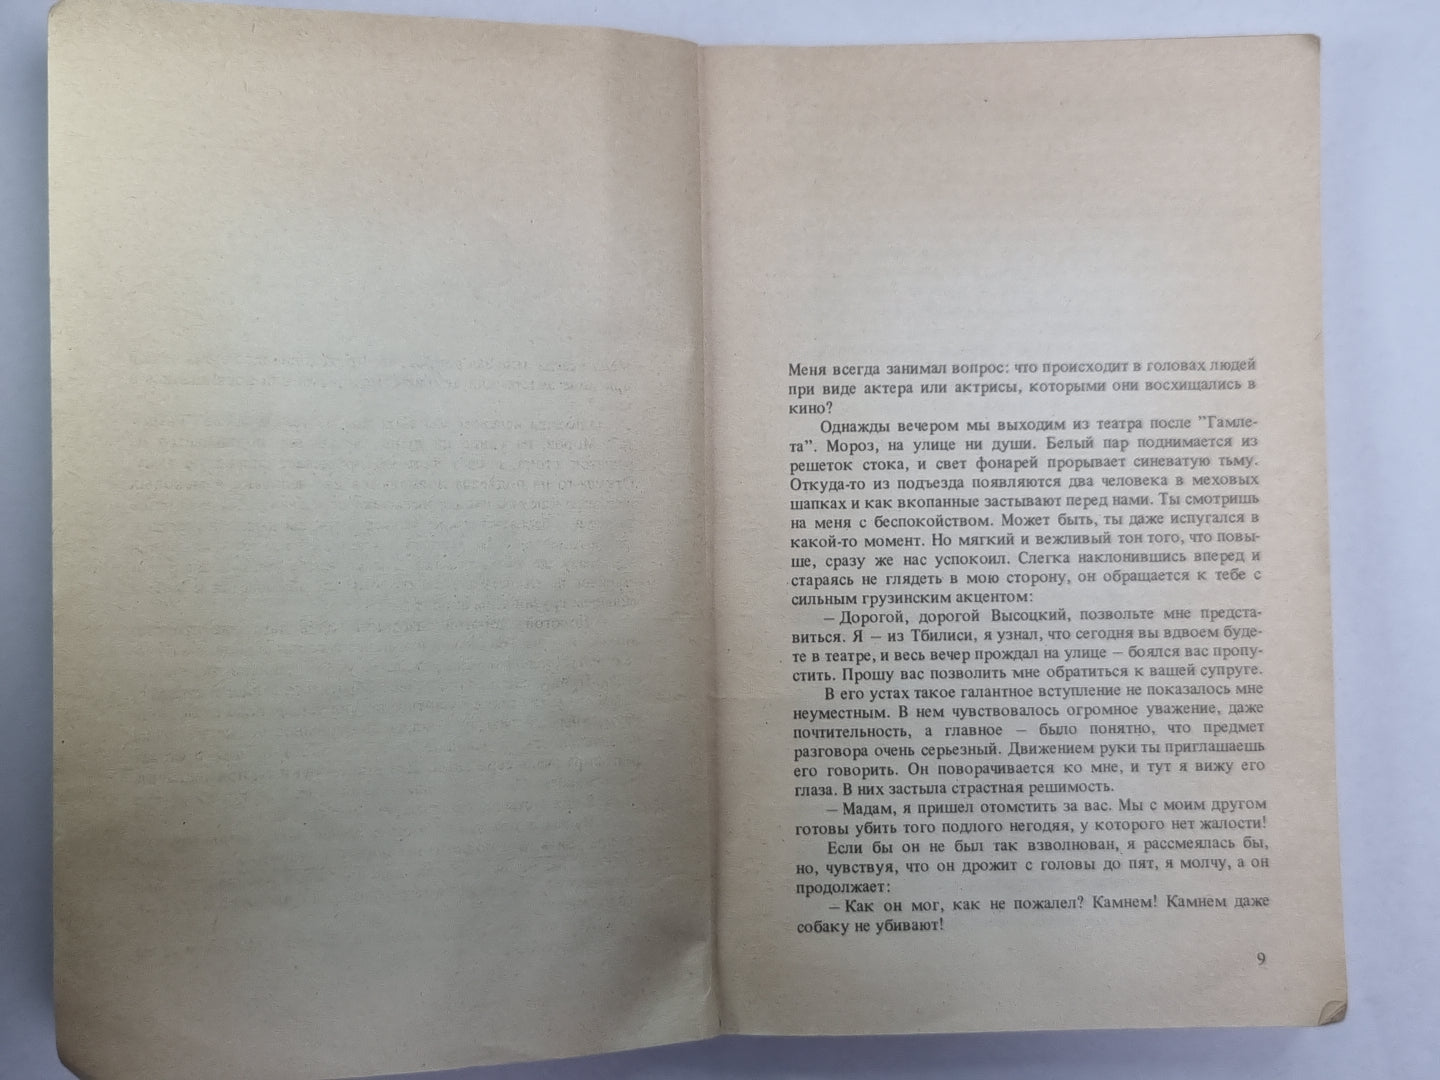 Меня всегда занимал вопрос: что происходит в головах людей
при виде актера или актрисы, которыми они восхищались в
кино?
Однажды вечером мы выходим из театра после ”Гамле-
та”. Мороз, на улице ни души. Белый пар поднимается из
решеток стока, и свет фонарей прорывает синеватую тьму.
Откуда-то из подъезда появляются два человека в меховых
шапках и как вкопанные застывают перед нами. Ты смотришь
на меня с беспокойством. Может быть, ты даже испугался в
какой-то момент. Но мягкий и вежливый тон того, что повы-
ше, сразу же нас успокоил. Слегка наклонившись вперед и
стараясь не глядеть в мою сторону, он обращается к тебе с
сильным грузинским акцентом:
— Дорогой, дорогой Высоцкий, позвольте мне предста-
виться. Я — из Тбилиси, я узнал, что сегодня вы вдвоем буде-
те в театре, и весь вечер прождал на улице — боялся вас пропу-
стить. Прошу вас позволить мне обратиться к вашей супруге.
В его устах такое галантное вступление не показалось мне
неуместным. В нем чувствовалось огромное уважение, даже
почтительность, а главное — было понятно, что предмет
разговора очень серьезный. Движением руки ты приглашаешь
его говорить. Он поворачивается ко мне, и тут я вижу его
глаза. В них застыла страстная решимость.
— Мадам, я пришел отомстить за вас. Мы с моим другом
готовы убить того подлого негодяя, у которого нет жалости!
Если бы он не был так взволнован, я рассмеялась бы,
но, чувствуя, что он дрожит с головы до пят, я молчу, а он
продолжает:
— Как он мог, как не пожалел? Камнем! Камнем даже
собаку не убивают!
9